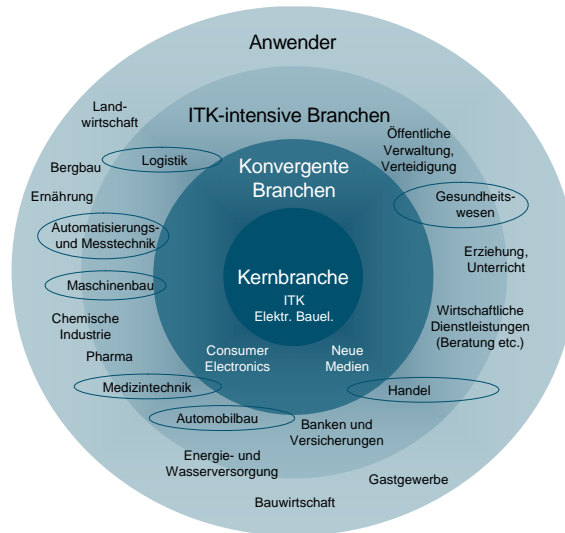 Anwender
ITK-intensive Branchen
Land-
wirtschaft
Öffentliche
Verwaltung,
Verteidigung
Logistik
Konvergente
Branchen
Bergbau
Ernährung
Gesundheits-
wesen
Automatisierungs-
und Messtechnik
Erziehung,
Unterricht
Kernbranche
ITK
Elektr. Bauel.
Maschinenbau
Chemische
Industrie
Wirtschaftliche
Dienstleistungen
(Beratung etc.)
Pharma
Consumer
Electronics
Neue
Medien
Medizintechnik
Handel
Automobilbau
Banken und
Versicherungen
Energie- und
Wasserversorgung
Gastgewerbe
Bauwirtschaft